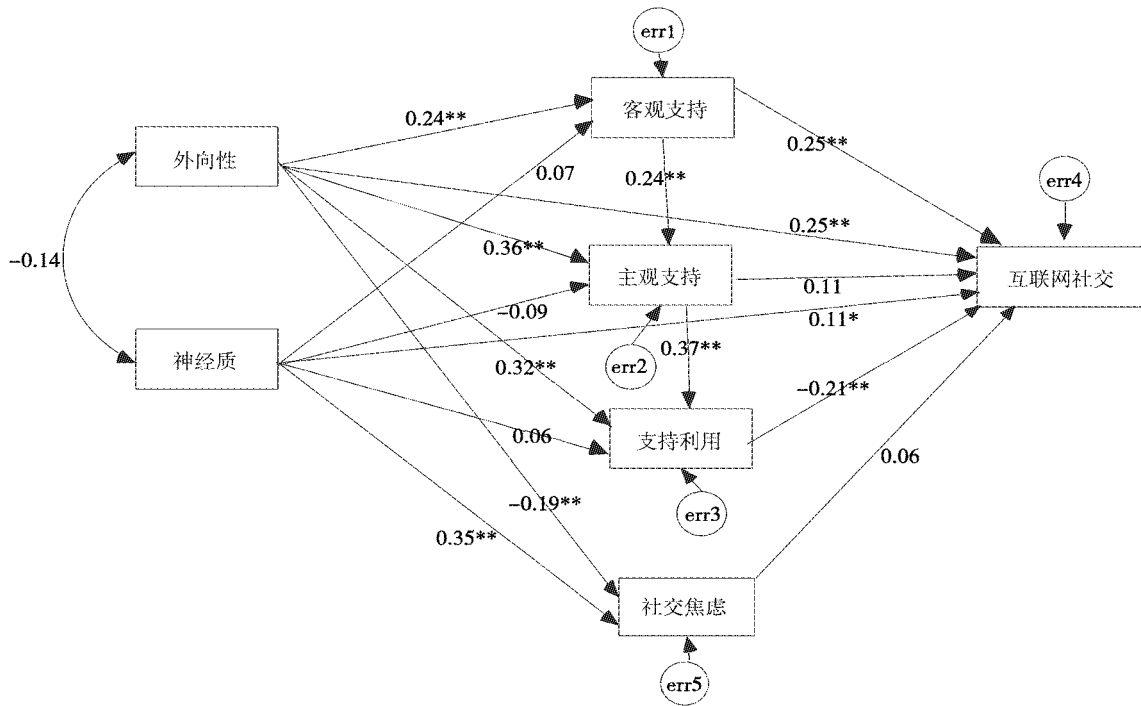 err1
客观支持
0.24**
外向性
0.25**
0.07
0.24**
err4
0.36**
0.25**
-0.14
主观支持
0.11
互联网社交
-0.09
0.11*
神经质
err2
0.37**
0.32**
-0.21**
0.06
支持利用
0.06
-0.19**
err3
0.35**
社交焦虑
err5